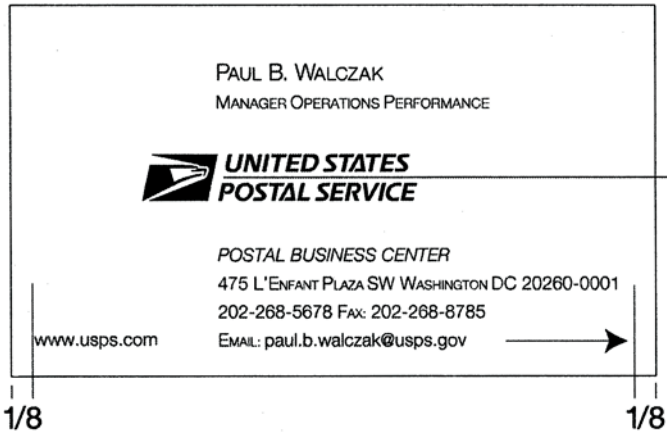 PAUL B. WALCZAK
MANAGER OPERATIONS PERFORMANCE
UNITED STATES
POSTAL SERVICE
POSTAL BUSINESS CENTER
475 L'ENFANT PLAZA SW WASHINGTON DC 20260-0001
202-268-5678 FAX: 202-268-8785
www.usps.com EMAIL: paul.b.walczak@usps.gov
1/8 1/8